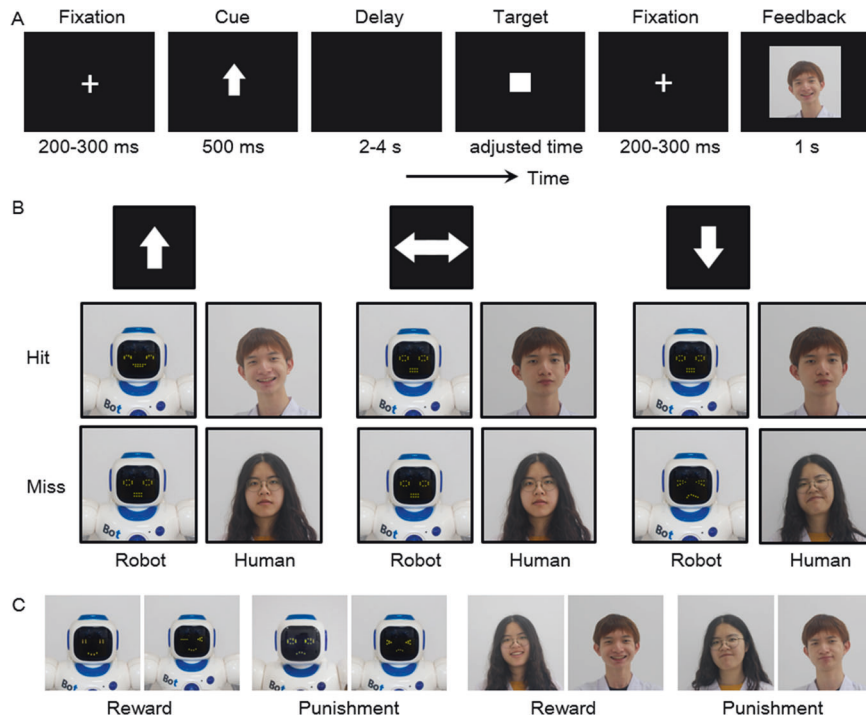 A
Fixation Cue Delay Target Fixation Feedback
200-300 ms 500 ms 2-4 s adjusted time 200-300 ms 1 s
Time
B
Hit
Bot Bot Bot
Miss
Bot Bot Bot
Robot Human Robot Human Robot Human
C
Bot Bot Bot Bot
Reward Punishment Reward Punishment